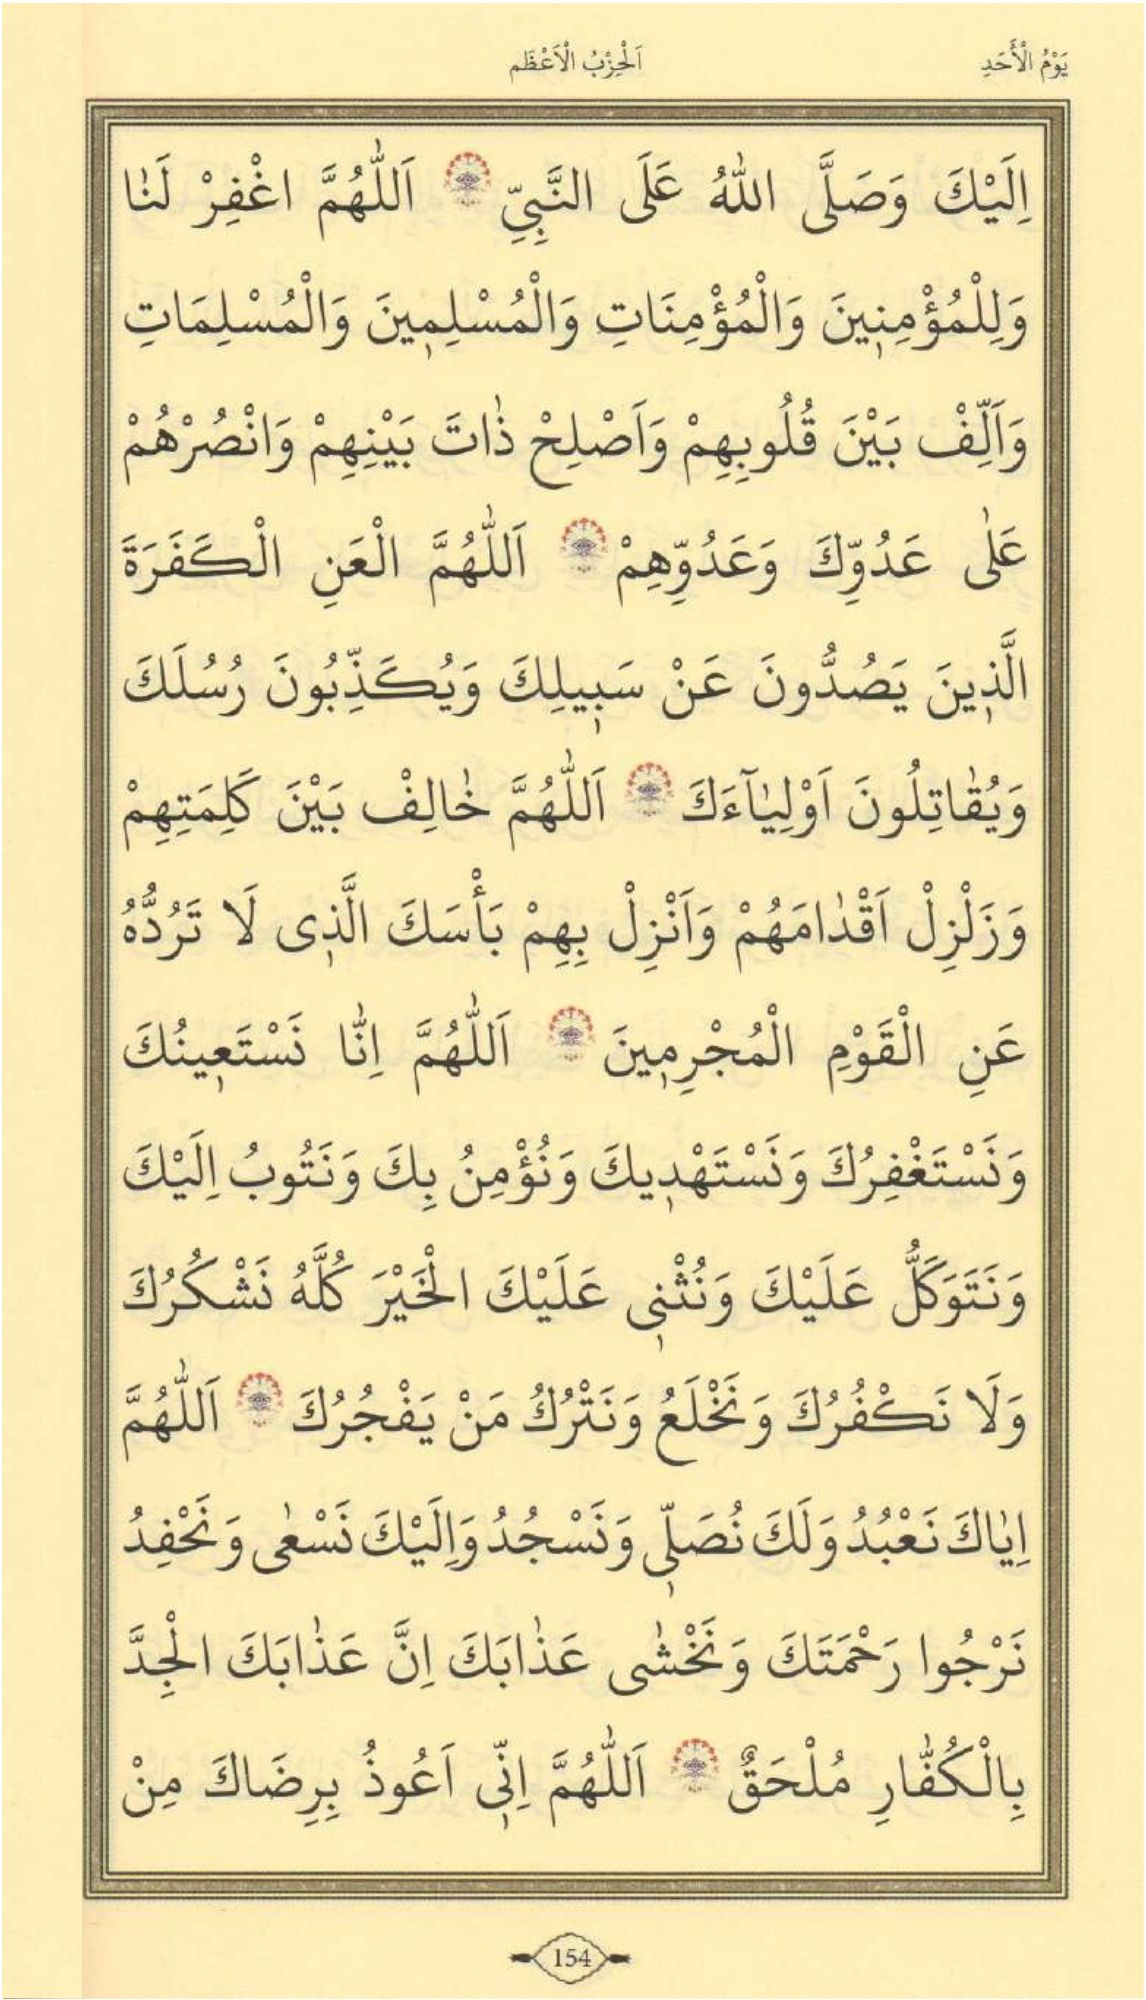 يَوْمُ الْأَحَدِ
اَلْحِزْبُ الْاَعْظَم
اِلَيْكَ وَصَلَّى اللّٰهُ عَلَى النَّبِيِّ اَللّٰهُمَّ اغْفِرْ لَنٰا
وَلِلْمُؤْمِنٖينَ وَالْمُؤْمِنَاتِ وَالْمُسْلِمٖينَ وَالْمُسْلِمَاتِ
وَاَلِّفْ بَيْنَ قُلُوبِهِمْ وَاَصْلِحْ ذٰاتَ بَيْنِهِمْ وَانْصُرْهُمْ
عَلٰى عَدُوِّكَ وَعَدُوِّهِمْ اَللّٰهُمَّ الْعَنِ الْكَفَرَةَ
الَّذٖينَ يَصُدُّونَ عَنْ سَبٖيلِكَ وَيُكَذِّبُونَ رُسُلَكَ
وَيُقٰاتِلُونَ اَوْلِيٰآءَكَ اَللّٰهُمَّ خٰالِفْ بَيْنَ كَلِمَتِهِمْ
وَزَلْزِلْ اَقْدٰامَهُمْ وَاَنْزِلْ بِهِمْ بَأْسَكَ الَّذٖى لَا تَرُدُّهُ
عَنِ الْقَوْمِ الْمُجْرِمٖينَ اَللّٰهُمَّ اِنّٰا نَسْتَعٖينُكَ
وَنَسْتَغْفِرُكَ وَنَسْتَهْدٖيكَ وَنُؤْمِنُ بِكَ وَنَتُوبُ اِلَيْكَ
وَنَتَوَكَّلُ عَلَيْكَ وَنُثْنٖى عَلَيْكَ الْخَيْرَ كُلَّهُ نَشْكُرُكَ
وَلَا نَكْفُرُكَ وَنَخْلَعُ وَنَتْرُكُ مَنْ يَفْجُرُكَ اَللّٰهُمَّ
اِيّٰاكَ نَعْبُدُ وَلَكَ نُصَلّٖى وَنَسْجُدُ وَاِلَيْكَ نَسْعٰى وَنَحْفِدُ
نَرْجُوا رَحْمَتَكَ وَنَخْشٰى عَذٰابَكَ اِنَّ عَذٰابَكَ الْجِدَّ
بِالْكُفّٰارِ مُلْحَقٌ اَللّٰهُمَّ اِنّٖى اَعُوذُ بِرِضَاكَ مِنْ
154